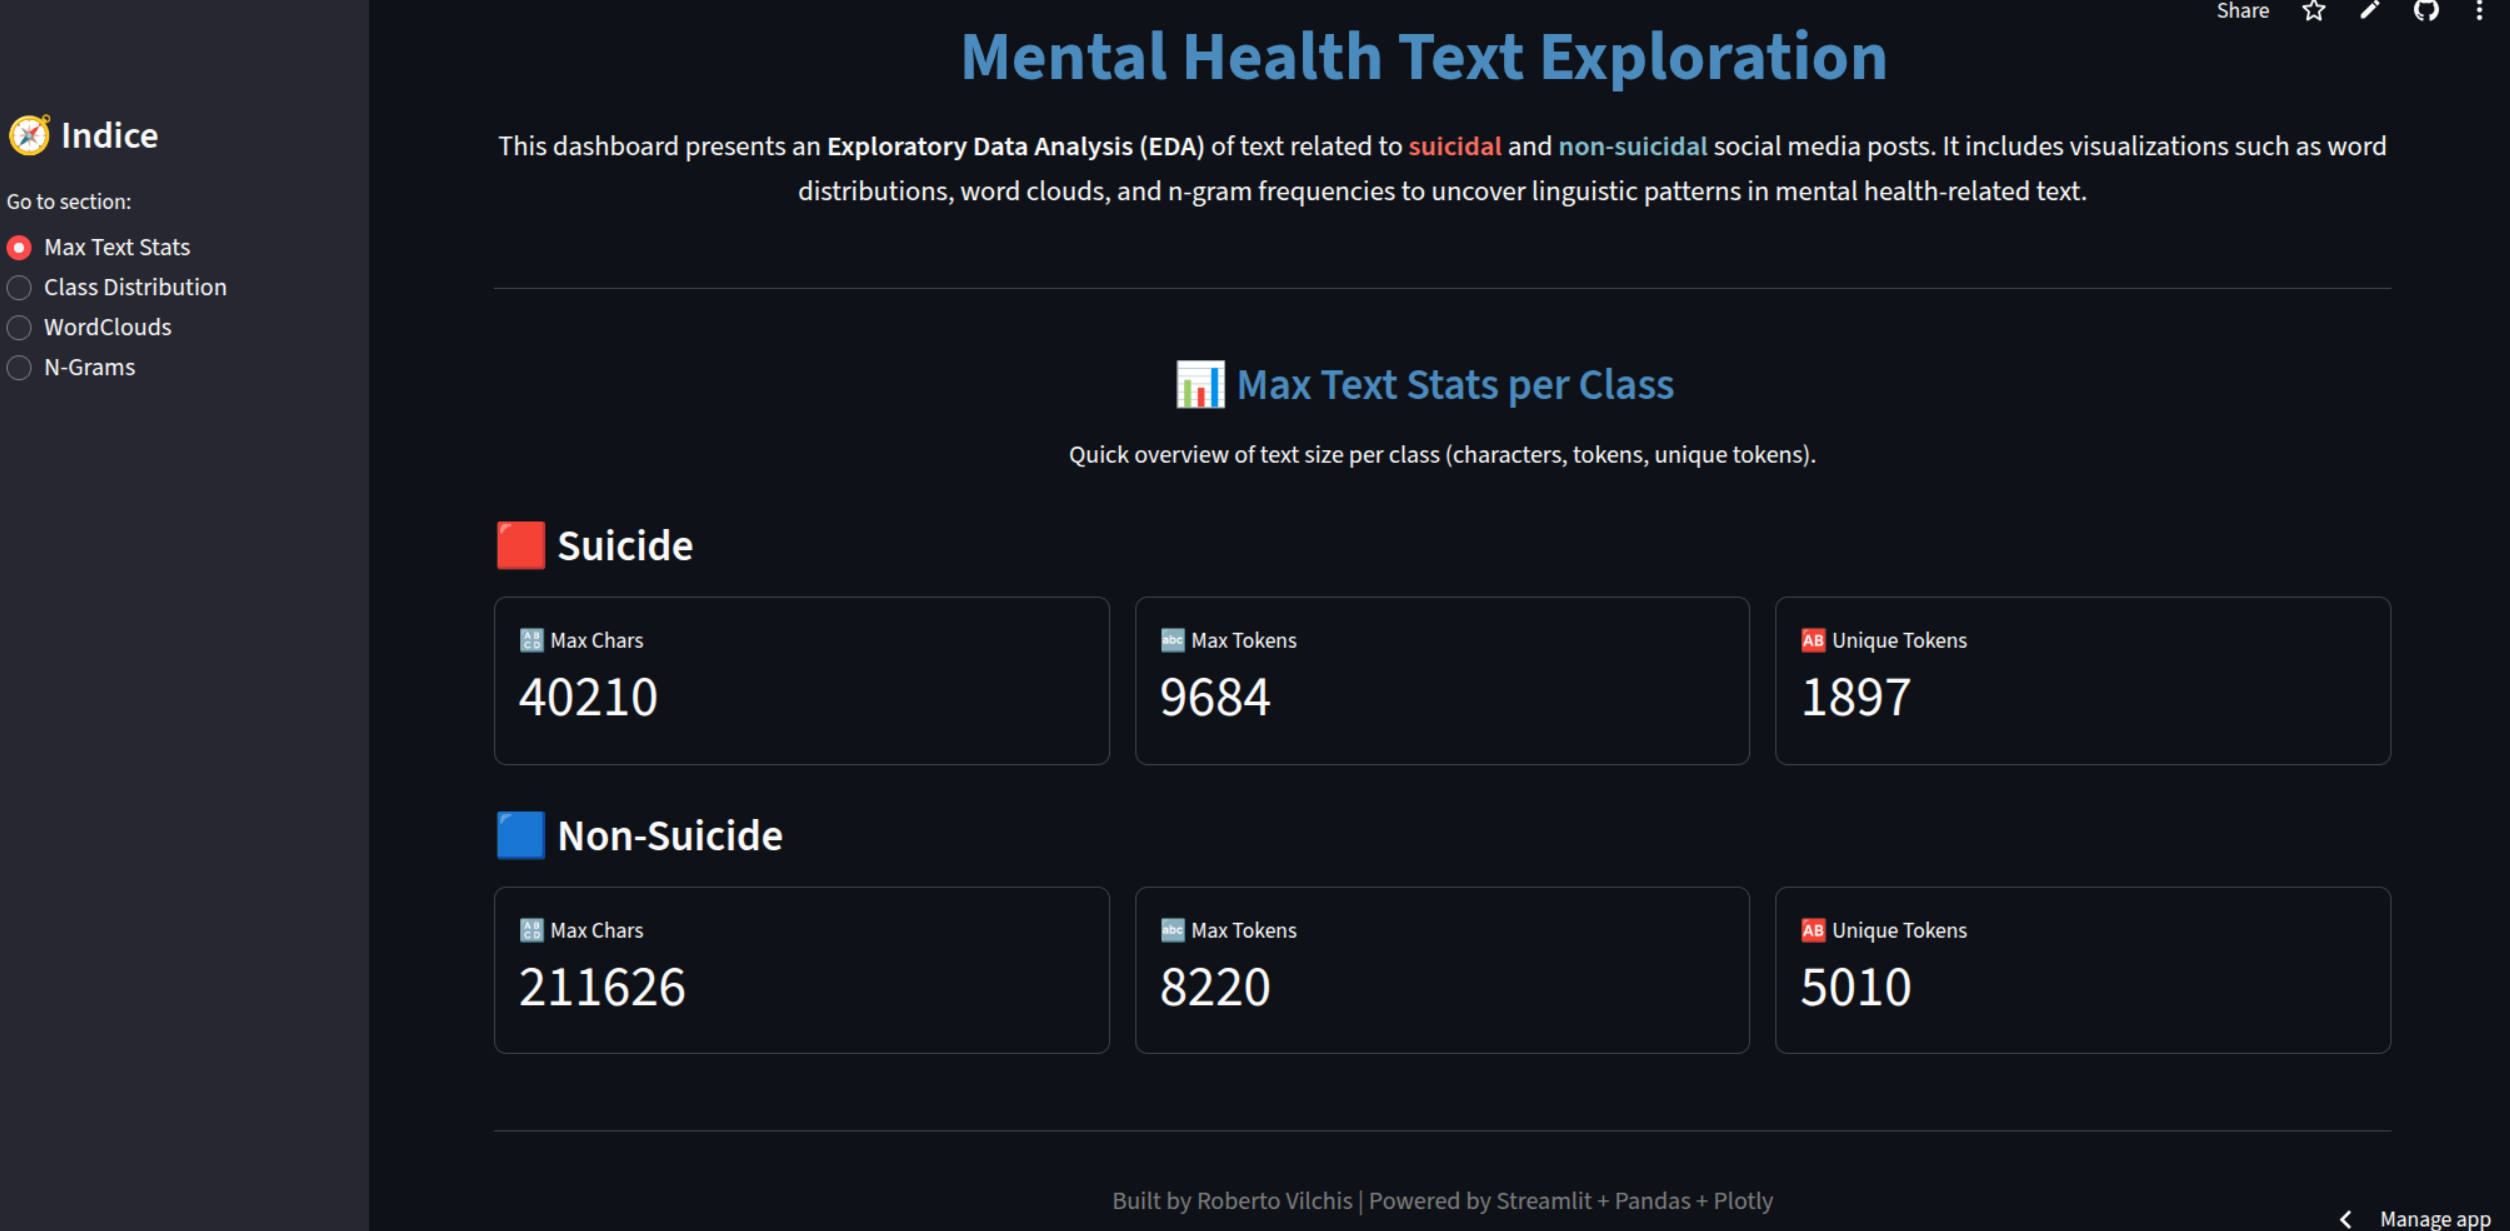 Share
Mental Health Text Exploration
Indice
This dashboard presents an Exploratory Data Analysis (EDA) of text related to suicidal and non-suicidal social media posts. It includes visualizations such as word
distributions, word clouds, and n-gram frequencies to uncover linguistic patterns in mental health-related text.
Go to section:
Max Text Stats
Class Distribution
WordClouds
N-Grams
Max Text Stats per Class
Quick overview of text size per class (characters, tokens, unique tokens).
Suicide
Max Chars
40210
Max Tokens
9684
Unique Tokens
1897
Non-Suicide
Max Chars
211626
Max Tokens
8220
Unique Tokens
5010
Built by Roberto Vilchis | Powered by Streamlit + Pandas + Plotly
Manage app